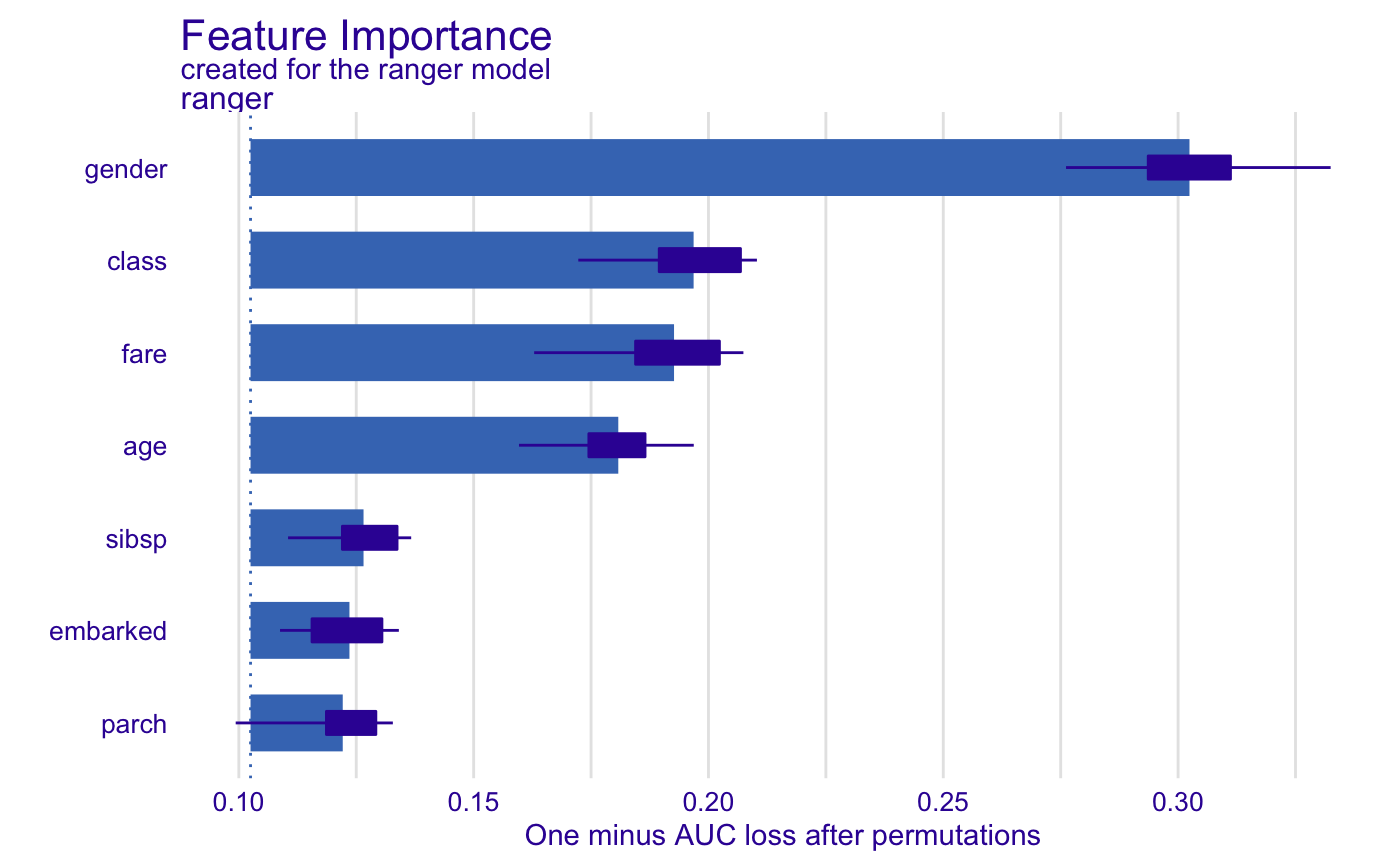 Feature Importance
created for the ranger model
ranger
gender
class
fare
age
sibsp
embarked
parch
0.10 0.15 0.20 0.25 0.30
One minus AUC loss after permutations